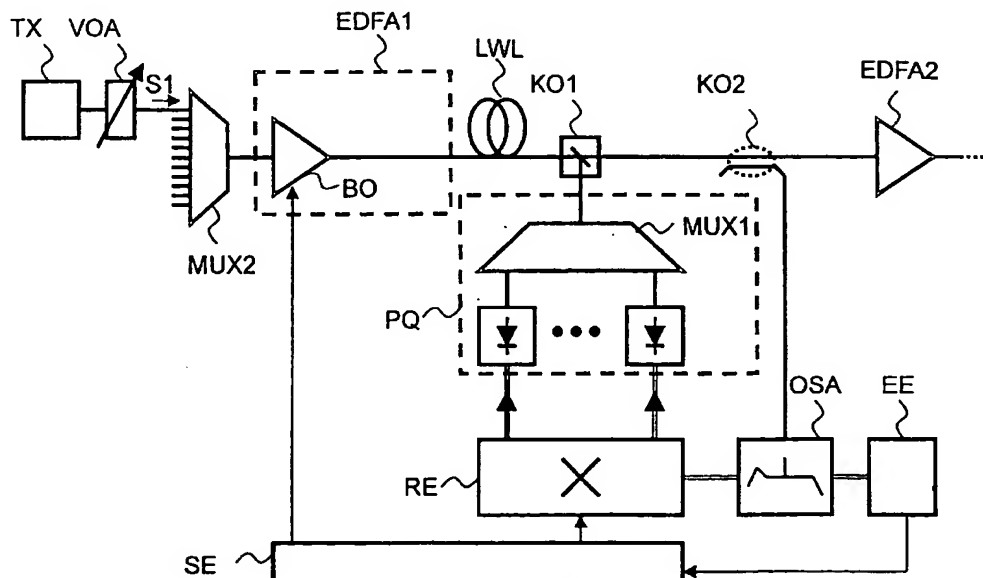 TX
VOA
S1
EDFA1
LWL
KO1
KO2
EDFA2
BO
MUX2
MUX1
PQ
OSA
EE
RE
SE